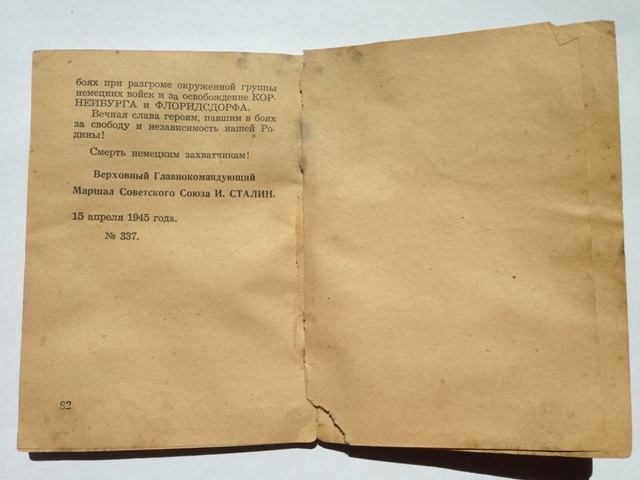 боях при разгроме окруженной группы
немецких войск и за освобождение КОР-
НЕЙБУРГА и ФЛОРИДСДОРФА.
Вечная слава героям, павшим в боях
за свободу и независимость нашей Ро-
дины!
Смерть немецким захватчикам!
Верховный Главнокомандующий
Маршал Советского Союза И. СТАЛИН.
15 апреля 1945 года.
№ 337.
82